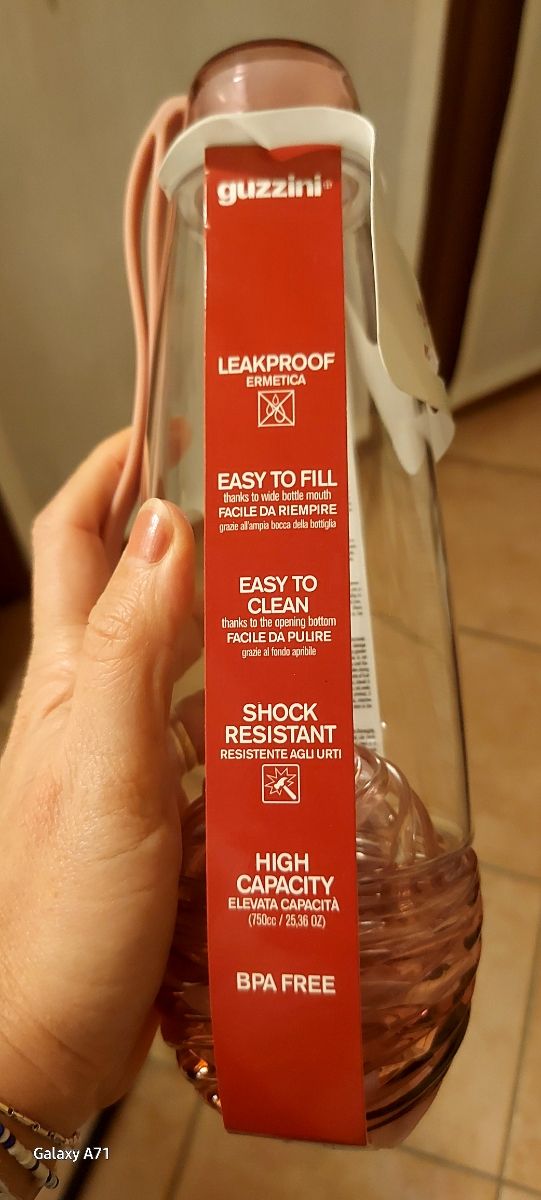 guzzini
LEAKPROOF
ERMETICA
EASY TO FILL
thanks to wide bottle mouth
FACILE DA RIEMPIRE
grazie all'ampia bocca della bottiglia
EASY TO
CLEAN
thanks to the opening bottom
FACILE DA PULIRE
grazie al fondo apribile
SHOCK
RESISTANT
RESISTENTE AGLI URTI
HIGH
CAPACITY
ELEVATA CAPACITÀ
(750cc / 25,36 OZ)
BPA FREE
Galaxy A71